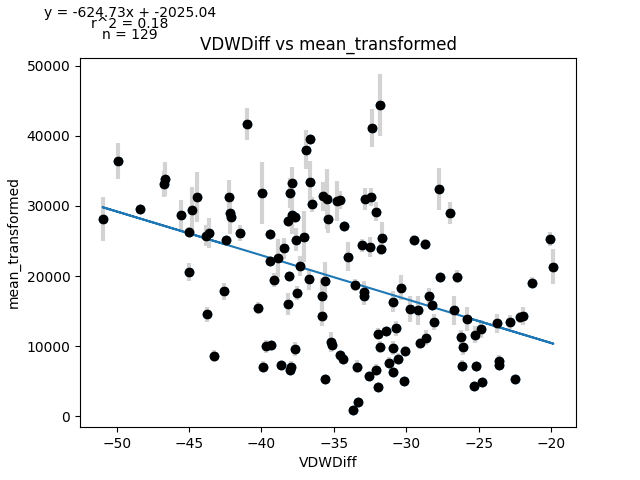 y = -624.73x + -2025.04
r^2 = 0.18
n = 129
VDWDiff vs mean_transformed
50000
40000
30000
20000
10000
0
mean_transformed
−50 −45 −40 −35 −30 −25 −20
VDWDiff